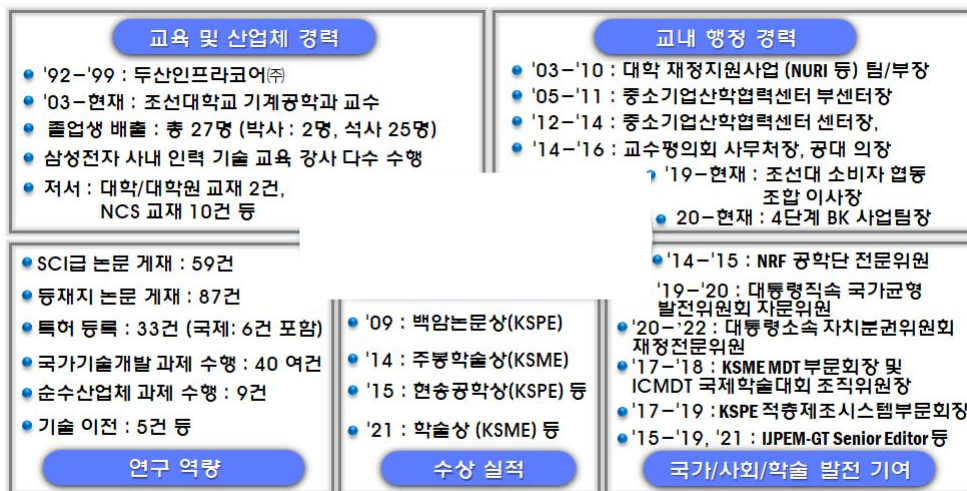 교육 및 산업체 경력
'92-'99 : 두산인프라코어㈜
'03-현재 : 조선대학교 기계공학과 교수
졸업생 배출 : 총 27명 (박사 : 2명, 석사 25명)
삼성전자 사내 인력 기술 교육 강사 다수 수행
저서 : 대학/대학원 교재 2건,
NCS 교재 10건 등
교내 행정 경력
'03-'10 : 대학 재정지원사업 (NURI 등) 팀/부장
'05-'11 : 중소기업산학협력센터 부센터장
'12-'14 : 중소기업산학협력센터 센터장,
'14-'16 : 교수평의회 사무처장, 공대 의장
'19-현재 : 조선대 소비자 협동
조합 이사장
20-현재 : 4단계 BK 사업팀장
SCI급 논문 게재 : 59건
등재지 논문 게재 : 87건
특허 등록 : 33건 (국제: 6건 포함)
국가기술개발 과제 수행 : 40 여건
순수산업체 과제 수행 : 9건
기술 이전 : 5건 등
연구 역량
'09 : 백암논문상(KSPE)
'14 : 주봉학술상(KSME)
'15 : 현송공학상(KSPE) 등
'21 : 학술상 (KSME) 등
수상 실적
'14-'15 : NRF 공학단 전문위원
'19-'20 : 대통령직속 국가균형
발전위원회 자문위원
'20-'22 : 대통령소속 자치분권위원회
재정전문위원
'17-'18 : KSME MDT 부문회장 및
ICMDT 국제학술대회 조직위원장
'17-'19 : KSPE 적층제조시스템부문회장
'15-'19, '21 : IJPEM-GT Senior Editor 등
국가/사회/학술 발전 기여